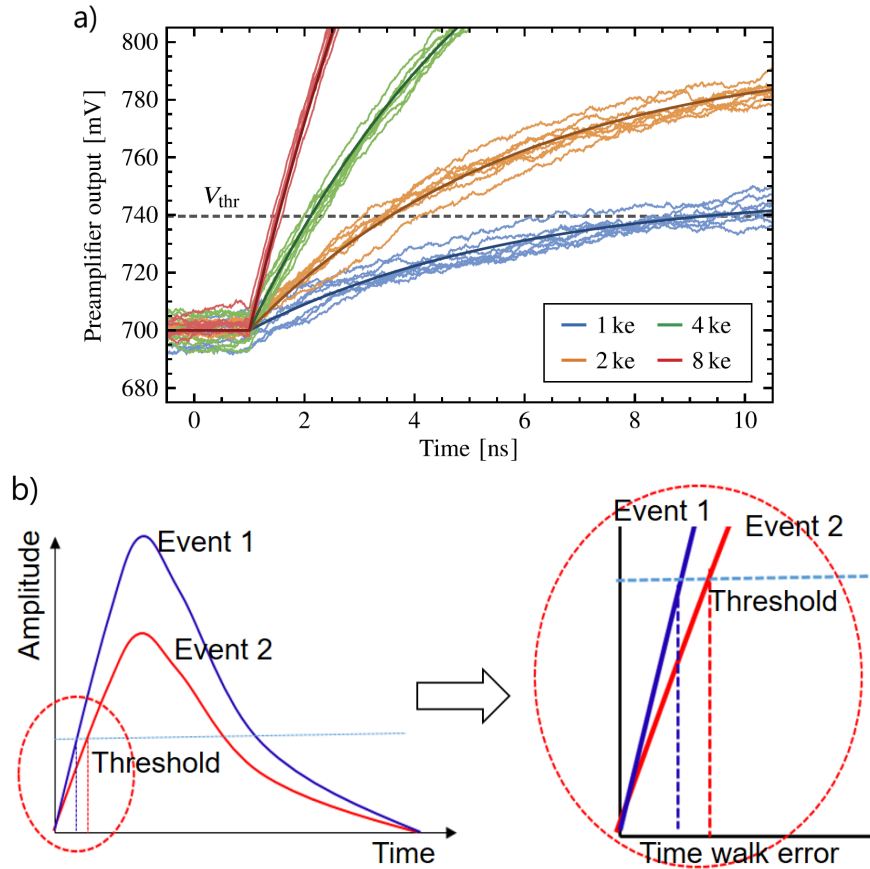 a)
800
780
760
740
720
700
680
Preamplifier output [mV]
V_thr
1 ke
4 ke
2 ke
8 ke
0
2
4
6
8
10
Time [ns]
b)
Amplitude
Event 1
Event 2
Threshold
Time
Event 1
Event 2
Threshold
Time walk error